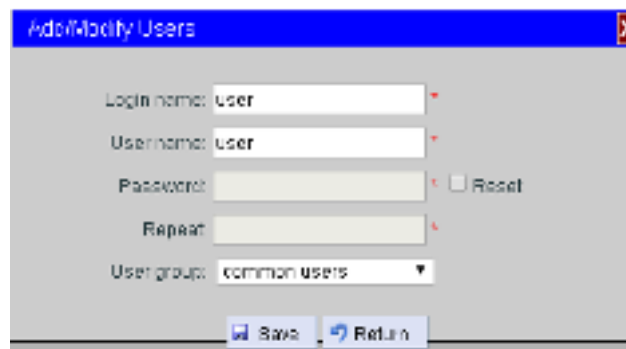 Add/Modify Users
Login name: user *
User name: user *
Password: * Reset
Repeat: *
User group: common users
Save Return